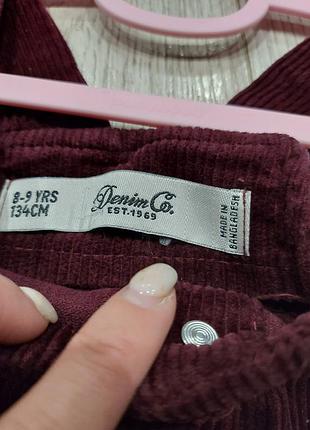 8-9 YRS
134CM
Denim Co.
EST.1969
MADE IN
BANGLADESH